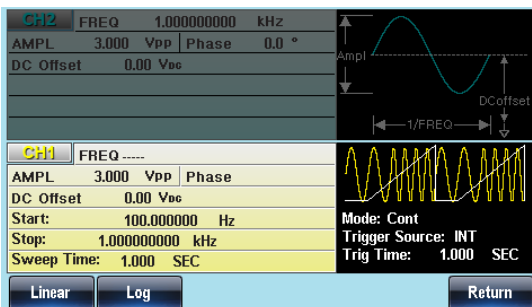 CH2 FREQ 1.000000000 kHz
AMPL 3.000 VPP Phase 0.0 °
DC Offset 0.00 VDC
Ampl
DCoffset
1/FREQ
CH1 FREQ -----
AMPL 3.000 VPP Phase
DC Offset 0.00 VDC
Start: 100.000000 Hz
Stop: 1.000000000 kHz
Sweep Time: 1.000 SEC
Mode: Cont
Trigger Source: INT
Trig Time: 1.000 SEC
Linear Log Return